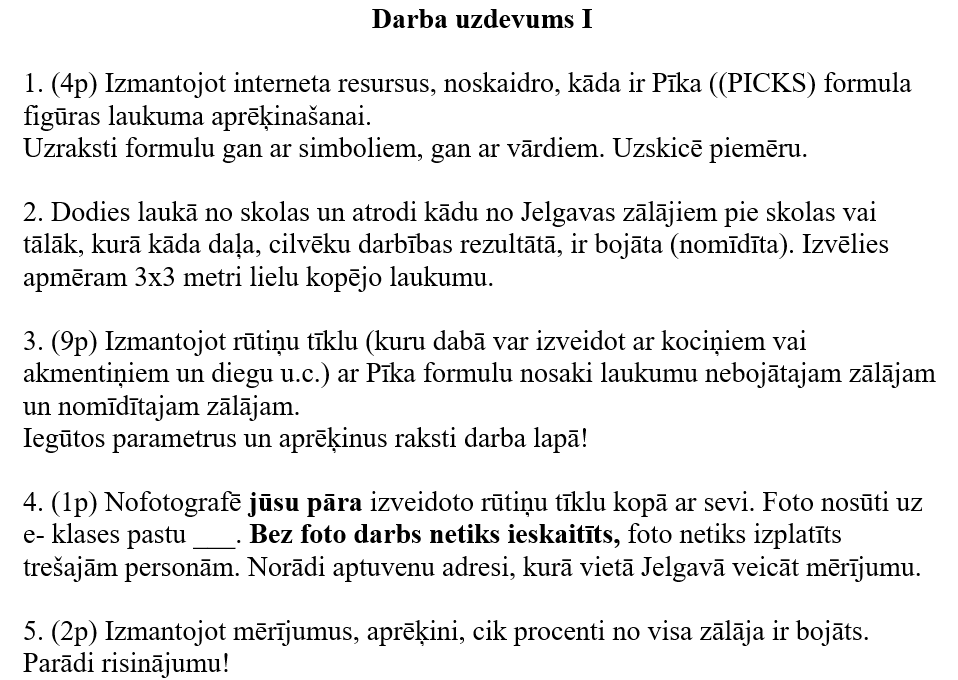 Darba uzdevums I
1. (4p) Izmantojot interneta resursus, noskaidro, kāda ir Pīka ((PICKS) formula
figūras laukuma aprēķinašanai.
Uzraksti formulu gan ar simboliem, gan ar vārdiem. Uzskicē piemēru.
2. Dodies laukā no skolas un atrodi kādu no Jelgavas zālājiem pie skolas vai
tālāk, kurā kāda daļa, cilvēku darbības rezultātā, ir bojāta (nomīdīta). Izvēlies
apmēram 3x3 metri lielu kopējo laukumu.
3. (9p) Izmantojot rūtiņu tīklu (kuru dabā var izveidot ar kociņiem vai
akmentiņiem un diegu u.c.) ar Pīka formulu nosaki laukumu nebojātajam zālājam
un nomīdītajam zālājam.
Iegūtos parametrus un aprēķinus raksti darba lapā!
4. (1p) Nofotografē jūsu pāra izveidoto rūtiņu tīklu kopā ar sevi. Foto nosūti uz
e- klases pastu ___. Bez foto darbs netiks ieskaitīts, foto netiks izplatīts
trešajām personām. Norādi aptuvenu adresi, kurā vietā Jelgavā veicāt mērījumu.
5. (2p) Izmantojot mērījumus, aprēķini, cik procenti no visa zālāja ir bojāts.
Parādi risinājumu!